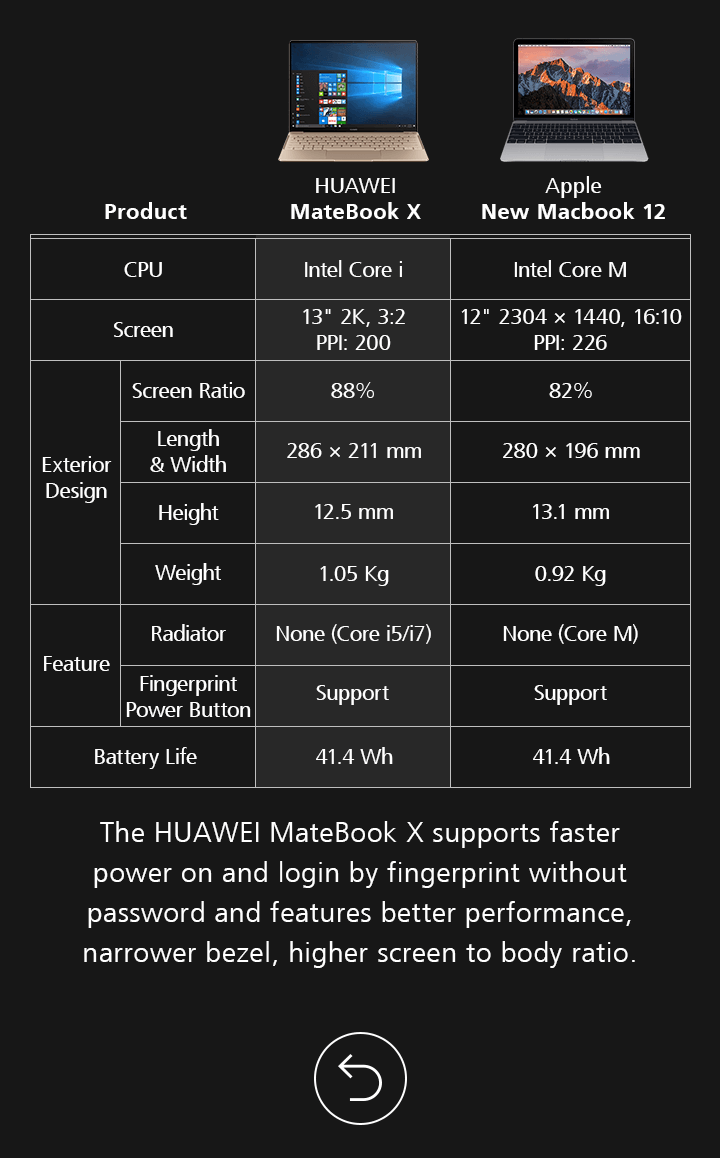 HUAWEI
MateBook X
Apple
New Macbook 12
Product
CPU
Intel Core i
Intel Core M
Screen
13" 2K, 3:2
PPI: 200
12" 2304 × 1440, 16:10
PPI: 226
Exterior
Design
Screen Ratio
88%
82%
Length
& Width
286 × 211 mm
280 × 196 mm
Height
12.5 mm
13.1 mm
Weight
1.05 Kg
0.92 Kg
Feature
Radiator
None (Core i5/i7)
None (Core M)
Fingerprint
Power Button
Support
Support
Battery Life
41.4 Wh
41.4 Wh
The HUAWEI MateBook X supports faster
power on and login by fingerprint without
password and features better performance,
narrower bezel, higher screen to body ratio.